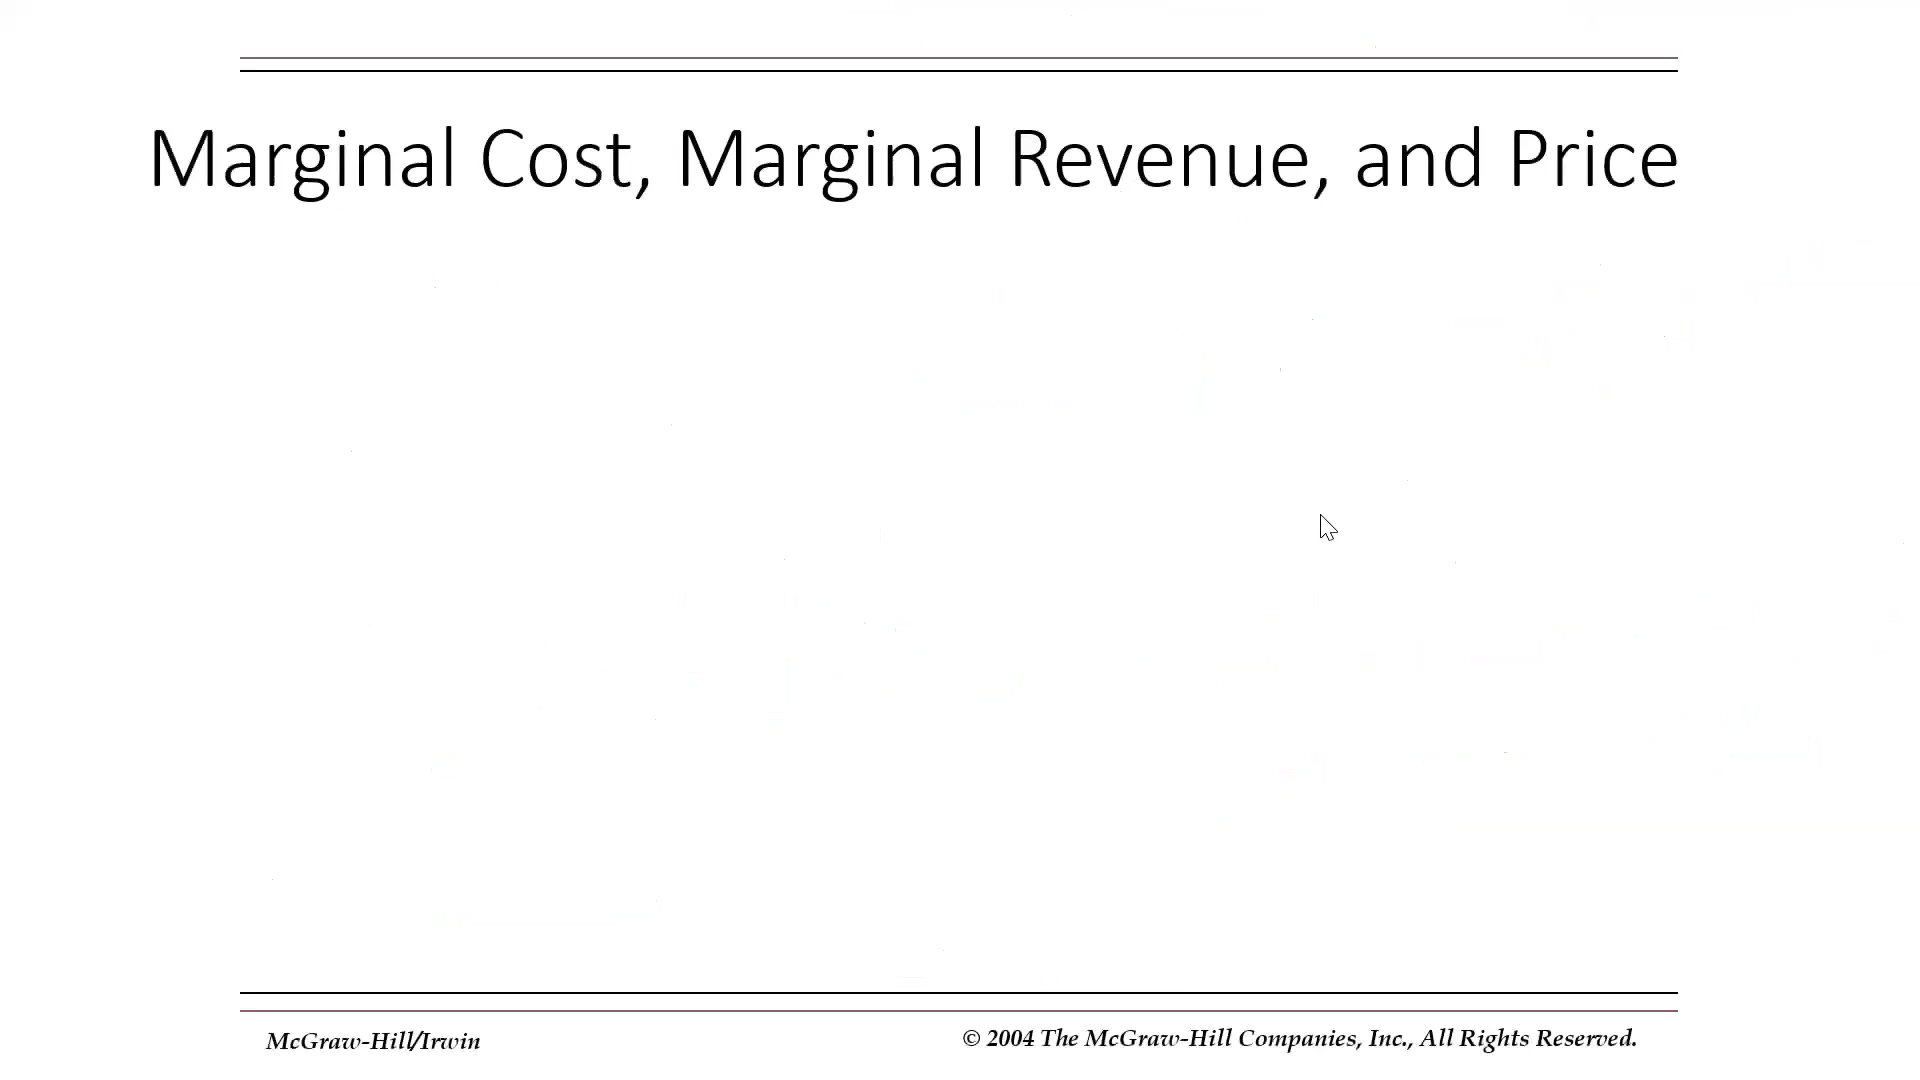 Marginal Cost, Marginal Revenue, and Price
McGraw-Hill/Irwin
© 2004 The McGraw-Hill Companies, Inc., All Rights Reserved.